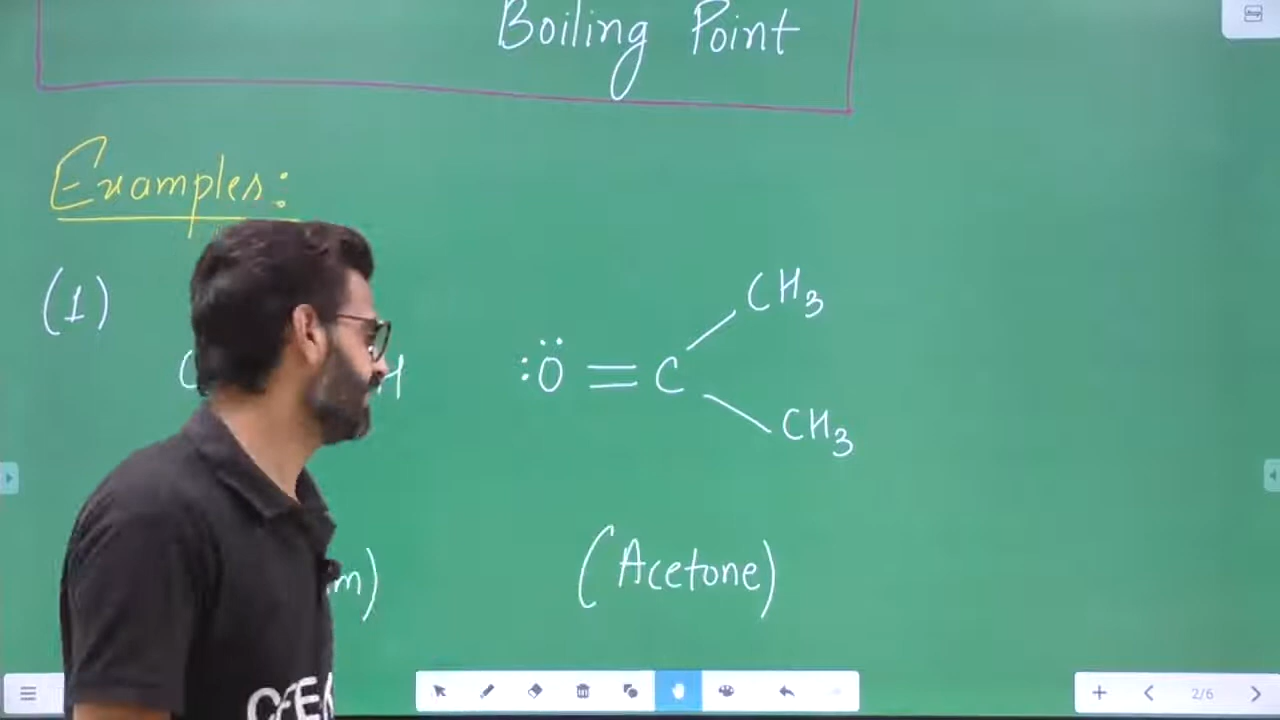 Boiling Point
Examples:
(1)
CH3
H
:Ö = C
CH3
m)
(Acetone)
2/6